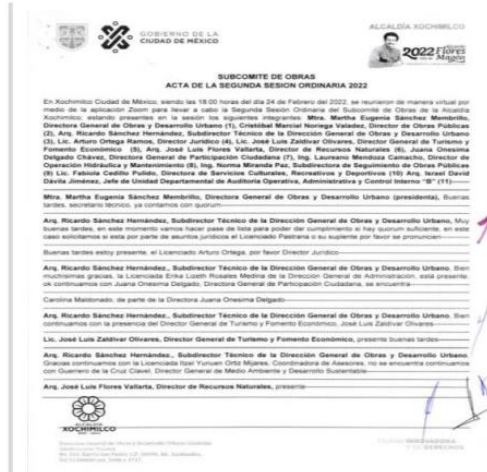 GOBIERNO DE LA
CIUDAD DE MÉXICO
ALCALDÍA XOCHIMILCO
2022 Flores
Magón
SUBCOMITE DE OBRAS
ACTA DE LA SEGUNDA SESION ORDINARIA 2022
En Xochimilco Ciudad de México, siendo las 18:00 horas del día 24 de Febrero del 2022, se reunieron de manera virtual por
medio de la aplicación Zoom para llevar a cabo la Segunda Sesión Ordinaria del Subcomite de Obras de la Alcaldía
Xochimilco; estando presentes en la sesión los siguientes integrantes: Mtra. Martha Eugenia Sánchez Membrillo,
Directora General de Obras y Desarrollo Urbano (1), Cristóbal Marcial Noriega Valadez, Director de Obras Públicas
(2), Arq. Ricardo Sánchez Hernández, Subdirector Técnico de la Dirección General de Obras y Desarrollo Urbano
(3), Lic. Arturo Ortega Ramos, Director Jurídico (4), Lic. José Luis Zaldívar Olivares, Director General de Turismo y
Fomento Económico (5), Arq. José Luis Flores Vallarta, Director de Recursos Naturales (6), Juana Onesima
Delgado Chávez, Directora General de Participación Ciudadana (7), Ing. Laureano Mendoza Camacho, Director de
Operación Hidráulica y Mantenimiento (8), Ing. Norma Miranda Paz, Subdirectora de Seguimiento de Obras Públicas
(9) Lic. Fabiola Cedillo Pulido, Directora de Servicios Culturales, Recreativos y Deportivos (10) Arq. Israel David
Dávila Jiménez, Jefe de Unidad Departamental de Auditoria Operativa, Administrativa y Control Interno "B" (11)
Mtra. Martha Eugenia Sánchez Membrillo, Directora General de Obras y Desarrollo Urbano (presidenta), Buenas
tardes, secretario técnico, ya contamos con quorum
Arq. Ricardo Sánchez Hernández, Subdirector Técnico de la Dirección General de Obras y Desarrollo Urbano, Muy
buenas tardes, en este momento vamos hacer pase de lista para poder dar cumplimiento si hay quorum suficiente, en este
caso solicitamos si esta por parte de asuntos jurídicos el Licenciado Pastrana o su suplente por favor se pronuncien
Buenas tardes estoy presente, el Licenciado Arturo Ortega, por favor Director Jurídico
Arq. Ricardo Sánchez Hernández., Subdirector Técnico de la Dirección General de Obras y Desarrollo Urbano. Bien
muchísimas gracias, la Licenciada Erika Lizeth Rosales Medina de la Dirección General de Administración, está presente,
ok continuamos con Juana Onesima Delgado, Directora General de Participación Ciudadana, se encuentra
Carolina Maldonado, de parte de la Directora Juana Onesima Delgado
Arq. Ricardo Sánchez Hernández., Subdirector Técnico de la Dirección General de Obras y Desarrollo Urbano. Bien
continuamos con la presencia del Director General de Turismo y Fomento Económico, José Luis Zaldívar Olivares
Lic. José Luis Zaldívar Olivares, Director General de Turismo y Fomento Económico, presente buenas tardes
Arq. Ricardo Sánchez Hernández., Subdirector Técnico de la Dirección General de Obras y Desarrollo Urbano.
Gracias continuamos con la Licenciada Itzel Yunuen Ortiz Mijares, Coordinadora de Asesores, no se encuentra continuamos
con Guerrero de la Cruz Clavel, Director General de Medio Ambiente y Desarrollo Sustentable
Arq. José Luis Flores Vallarta, Director de Recursos Naturales, presente
ALCALDÍA
XOCHIMILCO
CIUDAD INNOVADORA
Y DE DERECHOS